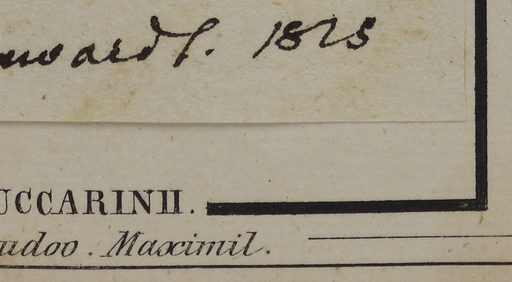 wardſ. 1825
UCCARINII.
udoo. Maximil.